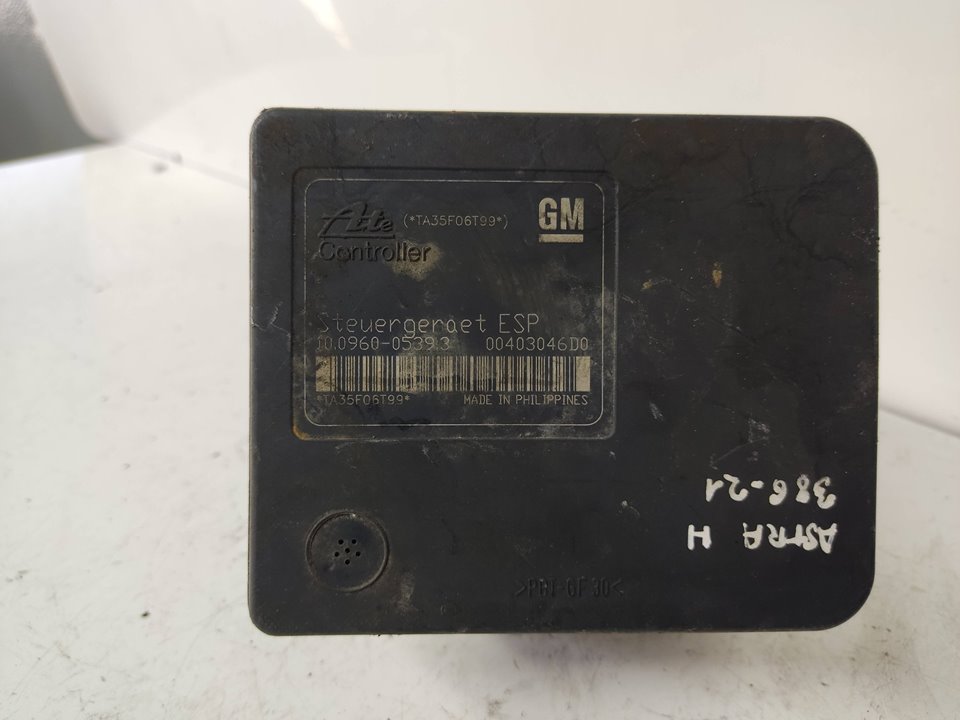 Ate (*TA35F06T99*) GM
Controller
Steuergeraet ESP
10.0960-0539.3 00403046D0
*TA35F06T99* MADE IN PHILIPPINES
ASTRA H
386-21
>PBT-GF30<